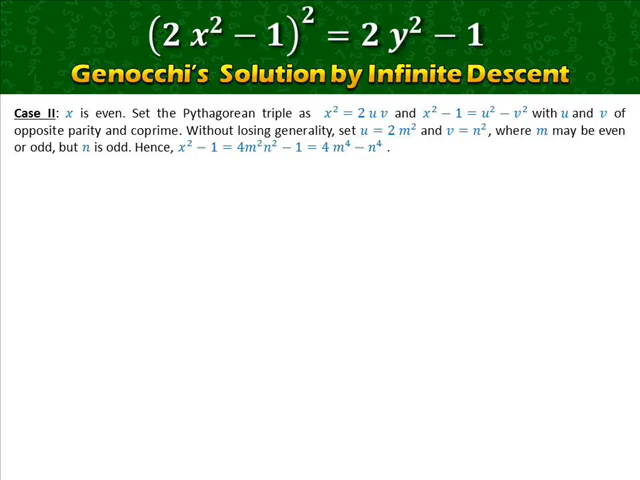 (2 x² − 1)² = 2 y² − 1
Genocchi's Solution by Infinite Descent
Case II: x is even. Set the Pythagorean triple as x² = 2 u v and x² − 1 = u² − v² with u and v of
opposite parity and coprime. Without losing generality, set u = 2 m² and v = n², where m may be even
or odd, but n is odd. Hence, x² − 1 = 4m²n² − 1 = 4 m⁴ − n⁴ .